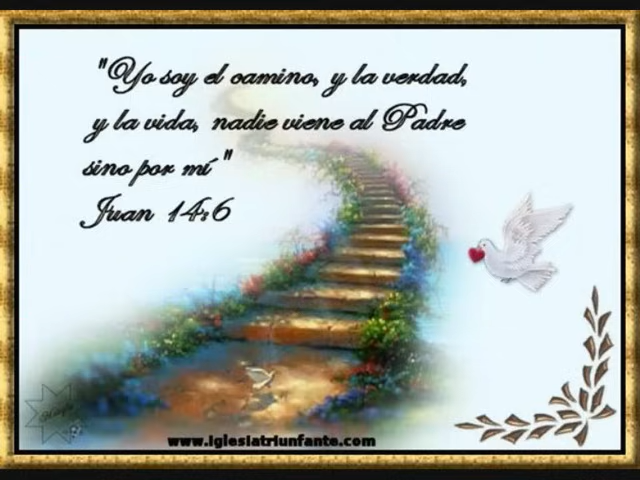 "Yo soy el camino, y la verdad,
y la vida, nadie viene al Padre
sino por mí "
Juan 14:6
www.iglesiatriunfante.com